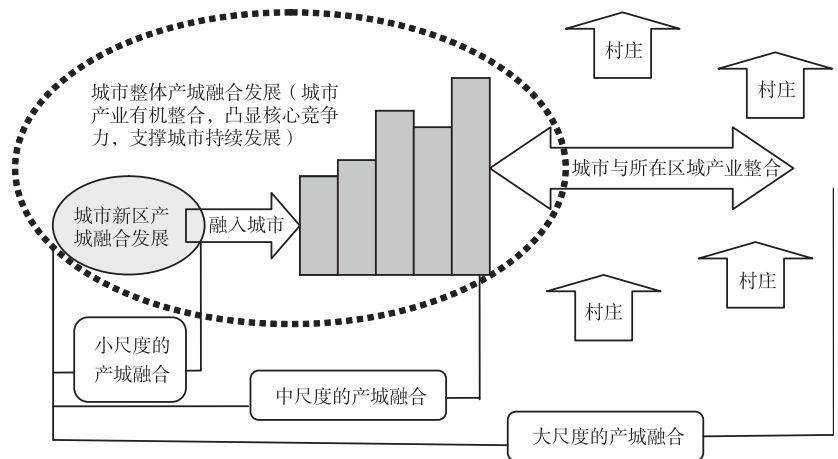 村庄
村庄
城市整体产城融合发展（城市
产业有机整合，凸显核心竞争
力，支撑城市持续发展）
城市与所在区域产业整合
城市新区产
城融合发展
融入城市
村庄
村庄
小尺度的
产城融合
中尺度的产城融合
大尺度的产城融合